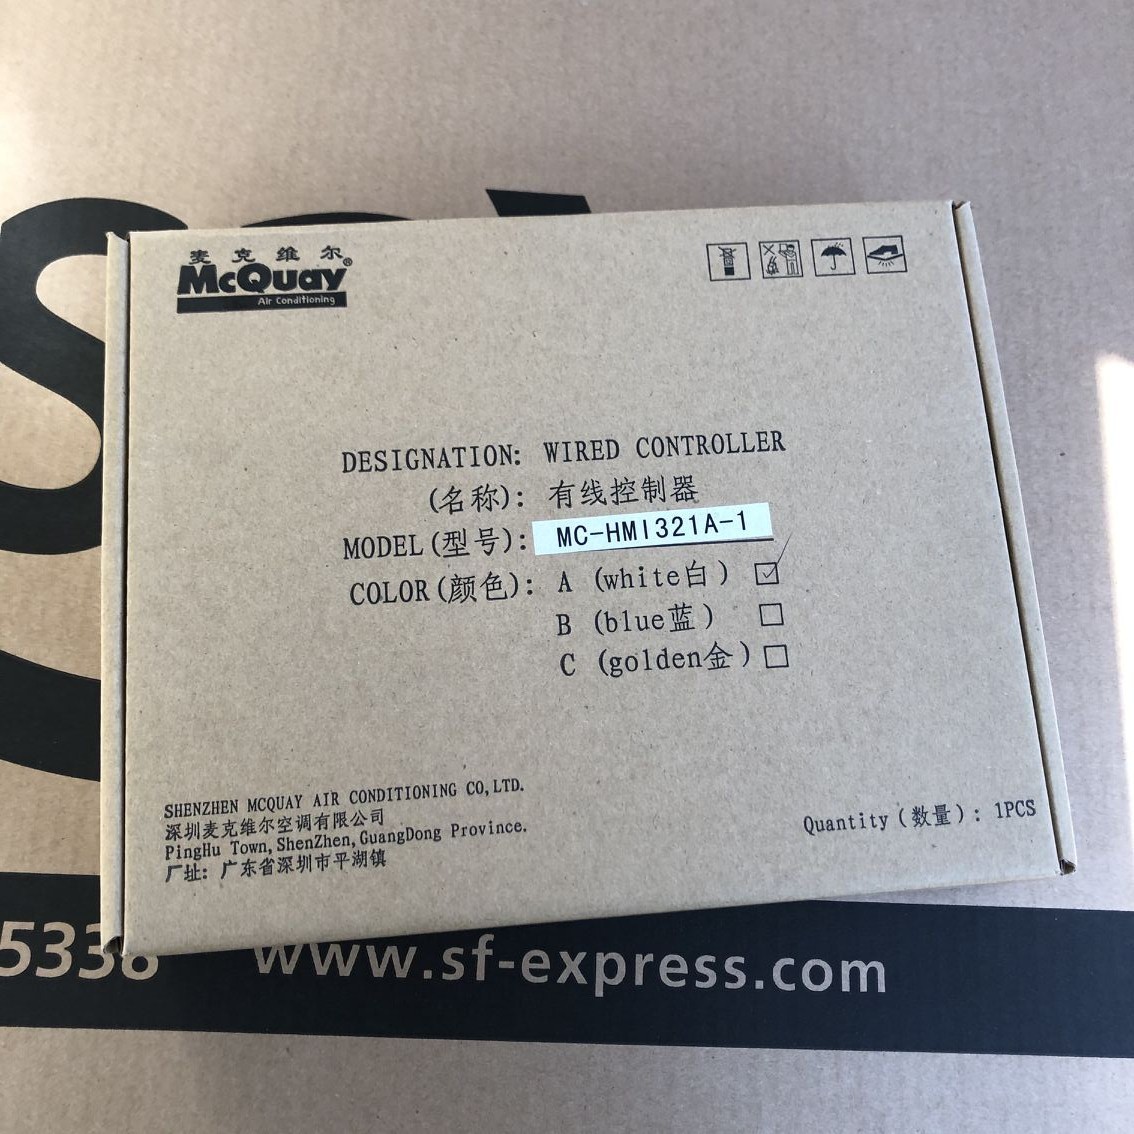 麦克维尔
McQuay®
Air Conditioning
DESIGNATION: WIRED CONTROLLER
(名称): 有线控制器
MODEL(型号): MC-HMI321A-1
COLOR(颜色): A (white白) ☑
B (blue蓝) □
C (golden金) □
SHENZHEN MCQUAY AIR CONDITIONING CO,LTD.
深圳麦克维尔空调有限公司
PingHu Town,ShenZhen,GuangDong Province.
厂址: 广东省深圳市平湖镇
Quantity(数量): 1PCS
5338 www.sf-express.com